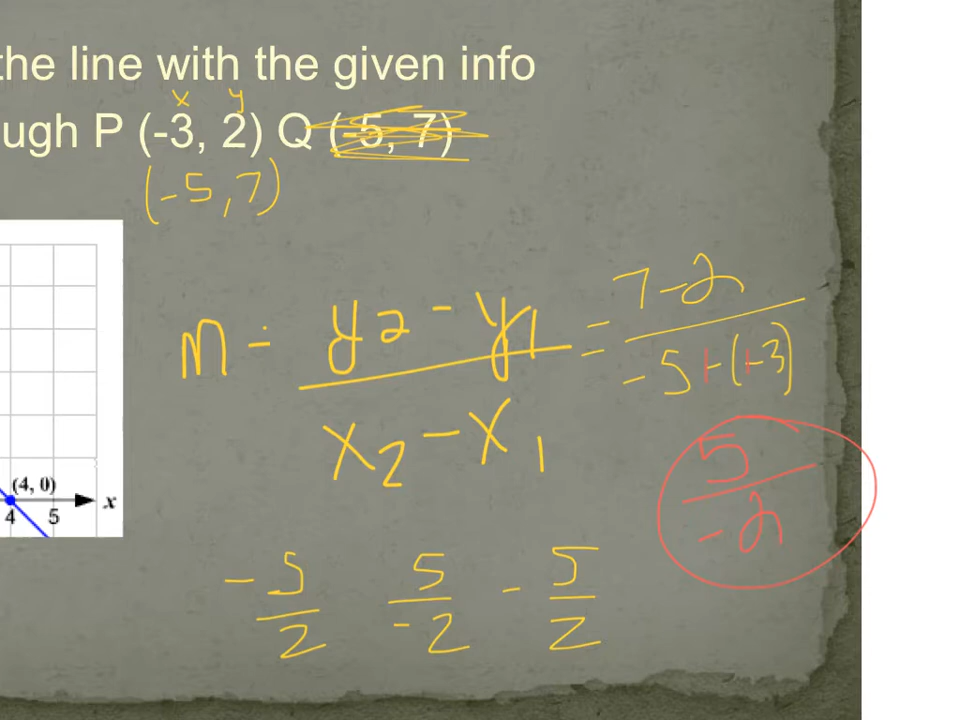 the line with the given info
x y
ugh P (-3, 2) Q (-5, 7)
(-5, 7)
m = y2 - y1 / x2 - x1 = 7 - 2 / -5 + (+3)
5 / -2
(4, 0)
x
4 5
-5 / 2 5 / -2 - 5 / 2